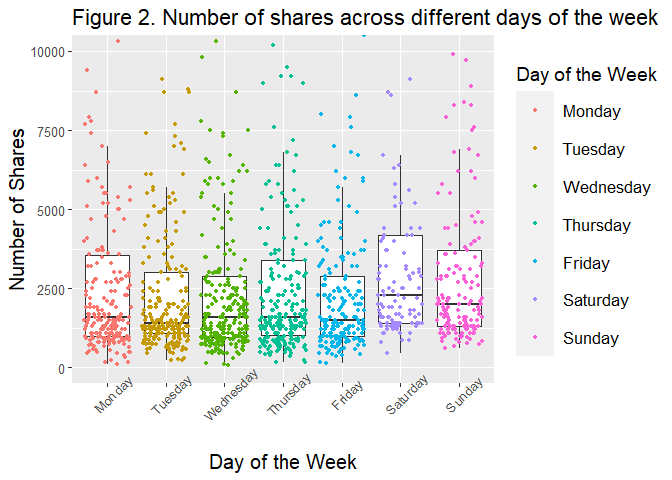 Figure 2. Number of shares across different days of the week
10000
7500
5000
2500
0
Number of Shares
Monday
Tuesday
Wednesday
Thursday
Friday
Saturday
Sunday
Day of the Week
Day of the Week
Monday
Tuesday
Wednesday
Thursday
Friday
Saturday
Sunday